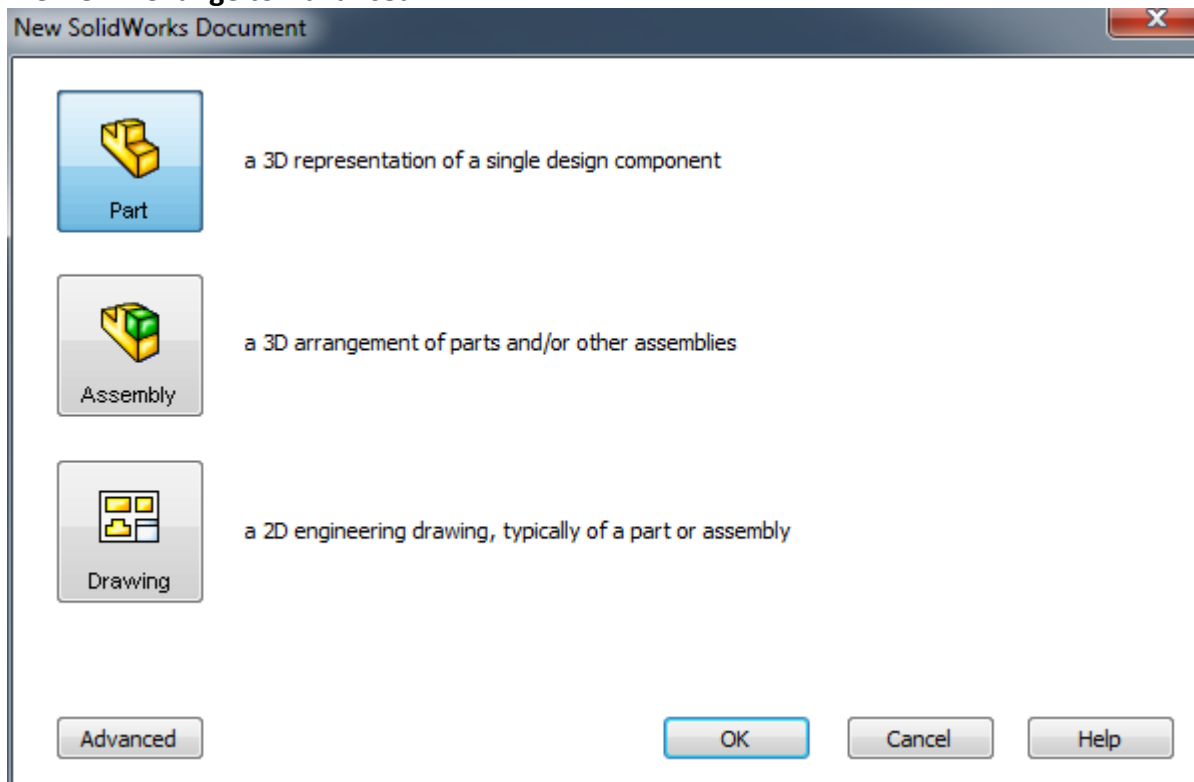 New SolidWorks Document
a 3D representation of a single design component
Part
a 3D arrangement of parts and/or other assemblies
Assembly
a 2D engineering drawing, typically of a part or assembly
Drawing
Advanced
OK
Cancel
Help